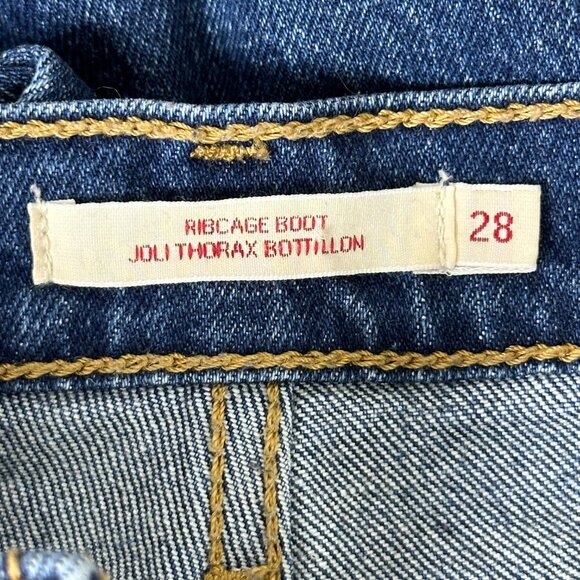 RIBCAGE BOOT
JOLI THORAX BOTTILLON
28